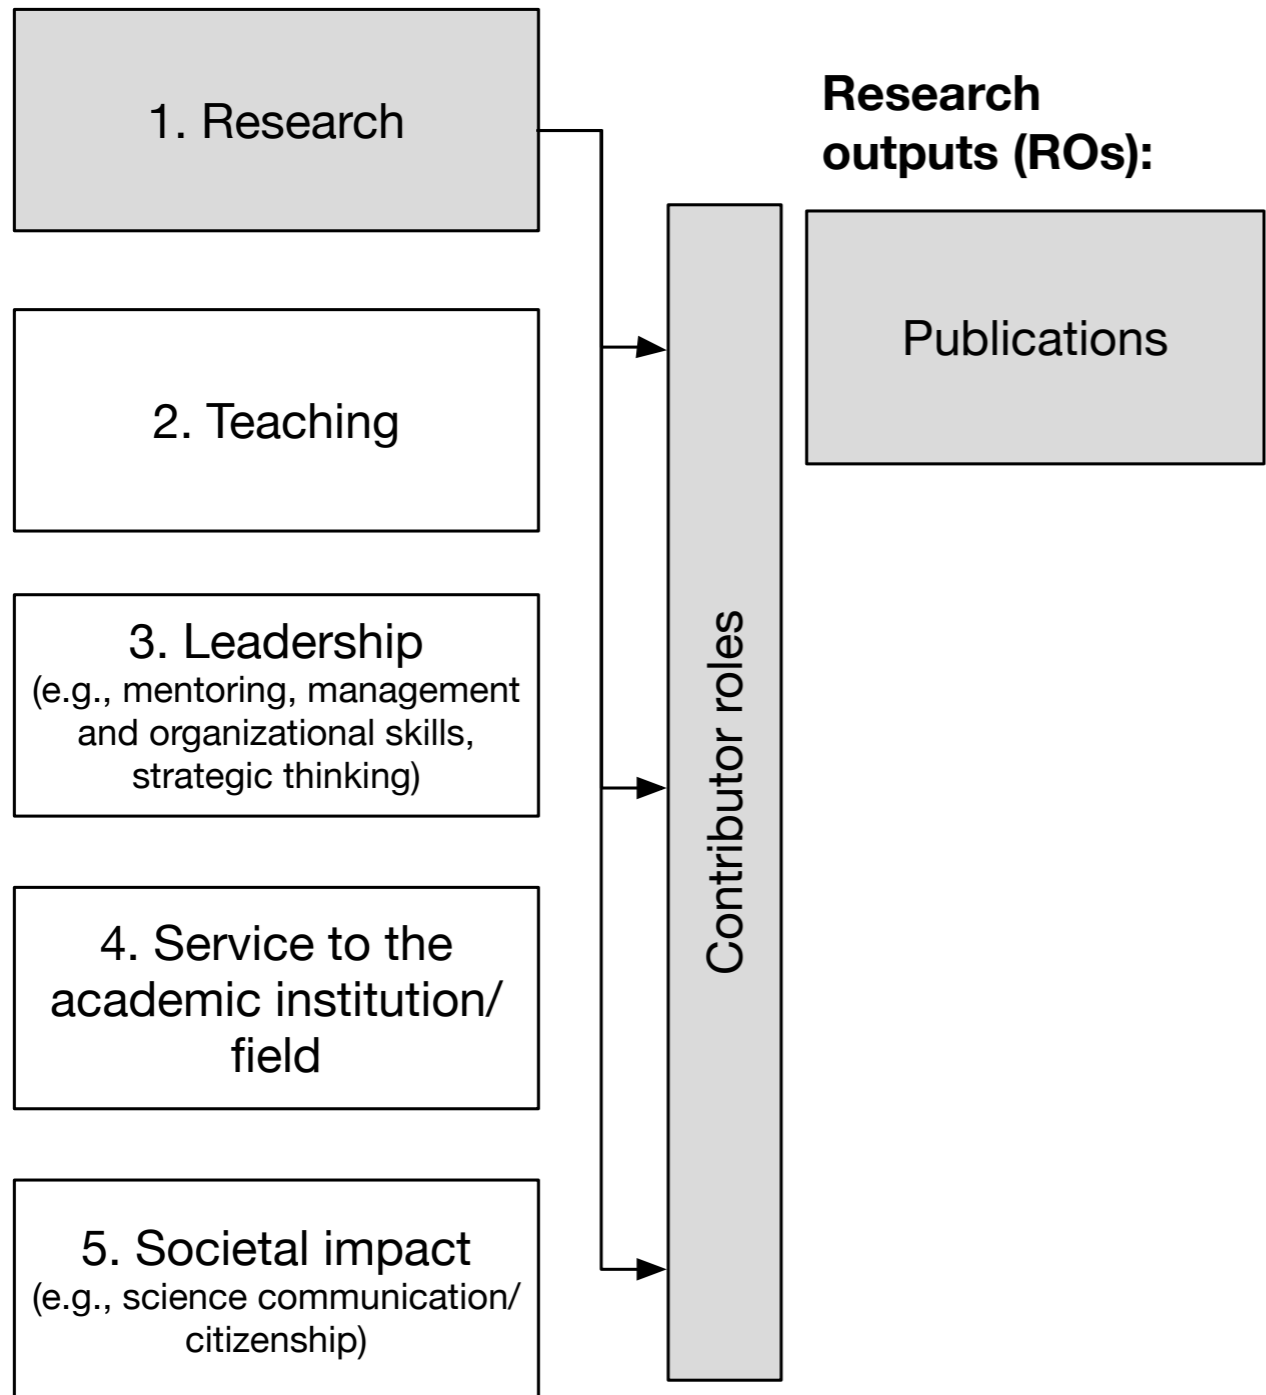 1. Research
2. Teaching
3. Leadership
(e.g., mentoring, management
and organizational skills,
strategic thinking)
4. Service to the
academic institution/
field
5. Societal impact
(e.g., science communication/
citizenship)
Contributor roles
Research
outputs (ROs):
Publications